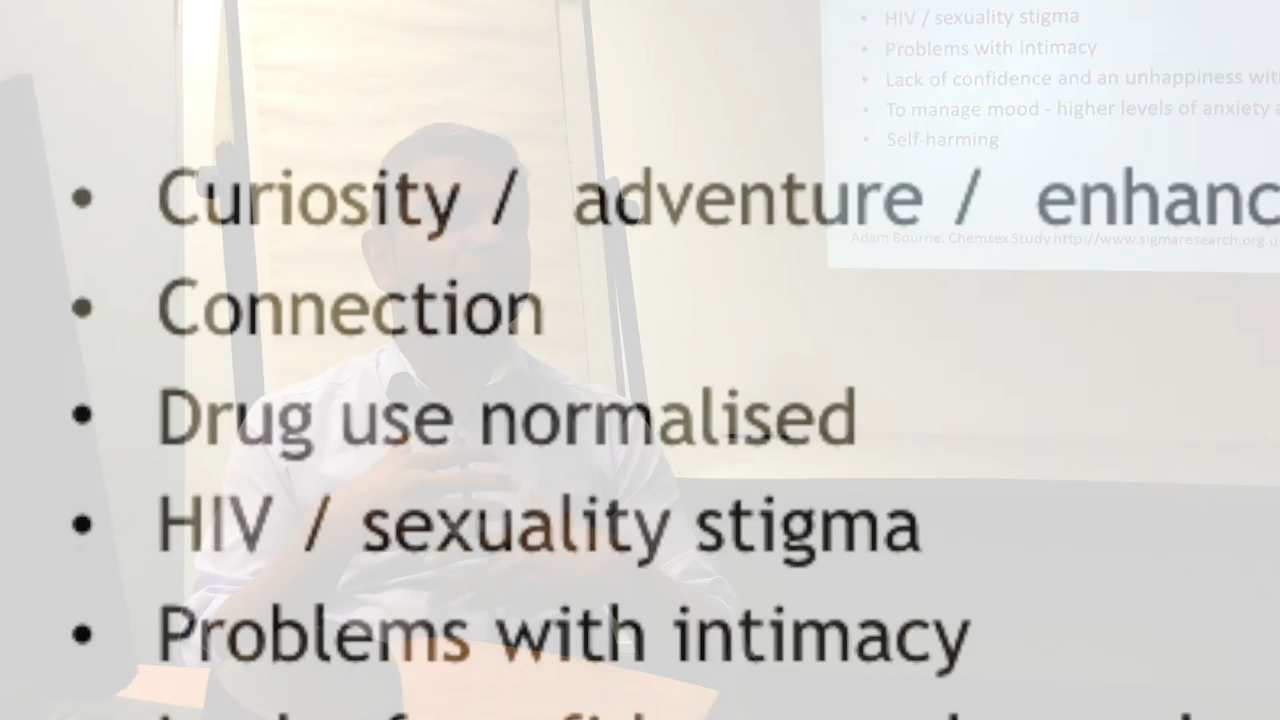 • HIV / sexuality stigma
• Problems with intimacy
• Lack of confidence and an unhappiness
• To manage mood - higher levels of anxiety
• Self-harming
Adam Bourne. Chemsex Study http://www.sigmaresearch.org.u
• Curiosity / adventure / enhanc
• Connection
• Drug use normalised
• HIV / sexuality stigma
• Problems with intimacy